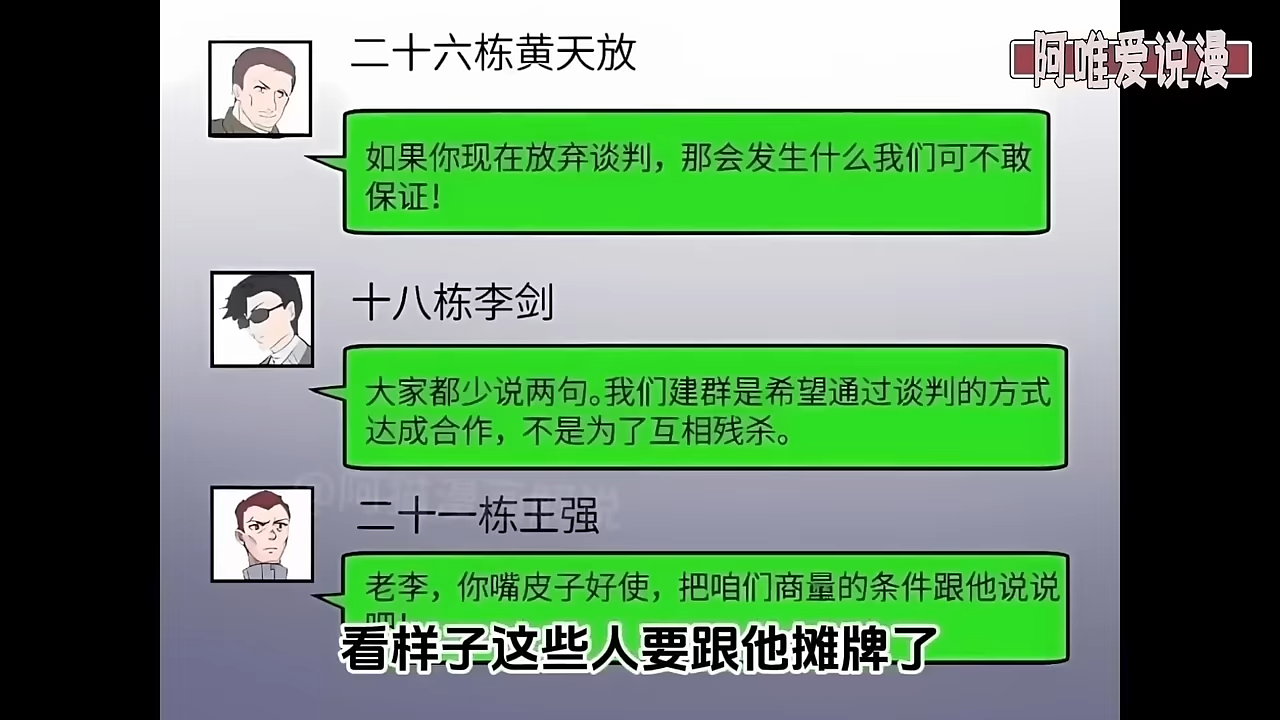 阿唯爱说漫
二十六栋黄天放
如果你现在放弃谈判，那会发生什么我们可不敢
保证！
十八栋李剑
大家都少说两句。我们建群是希望通过谈判的方式
达成合作，不是为了互相残杀。
二十一栋王强
老李，你嘴皮子好使，把咱们商量的条件跟他说说
吧！
看样子这些人要跟他摊牌了